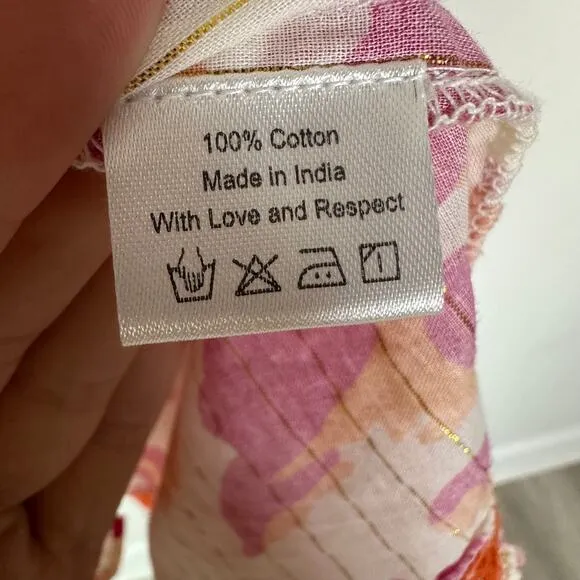 100% Cotton
Made in India
With Love and Respect